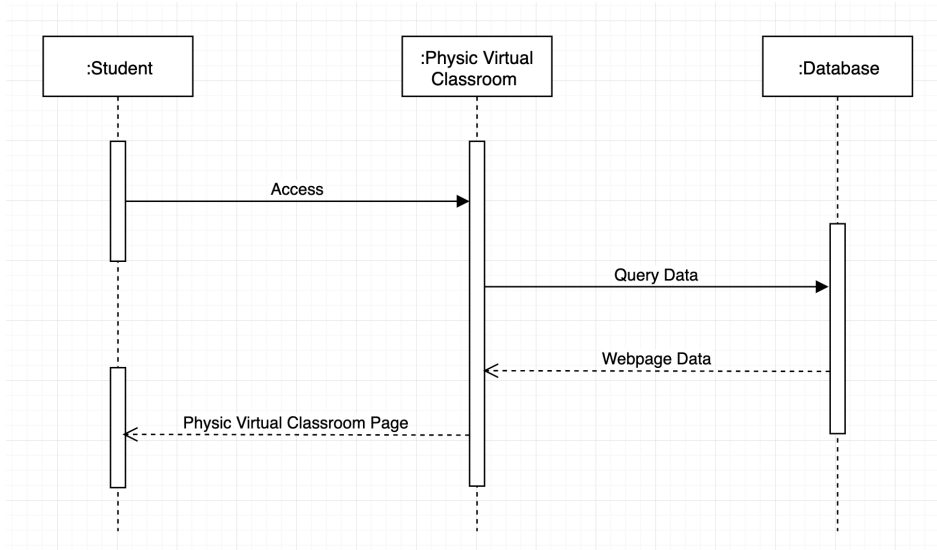 :Student
:Physic Virtual
Classroom
:Database
Access
Query Data
Webpage Data
Physic Virtual Classroom Page